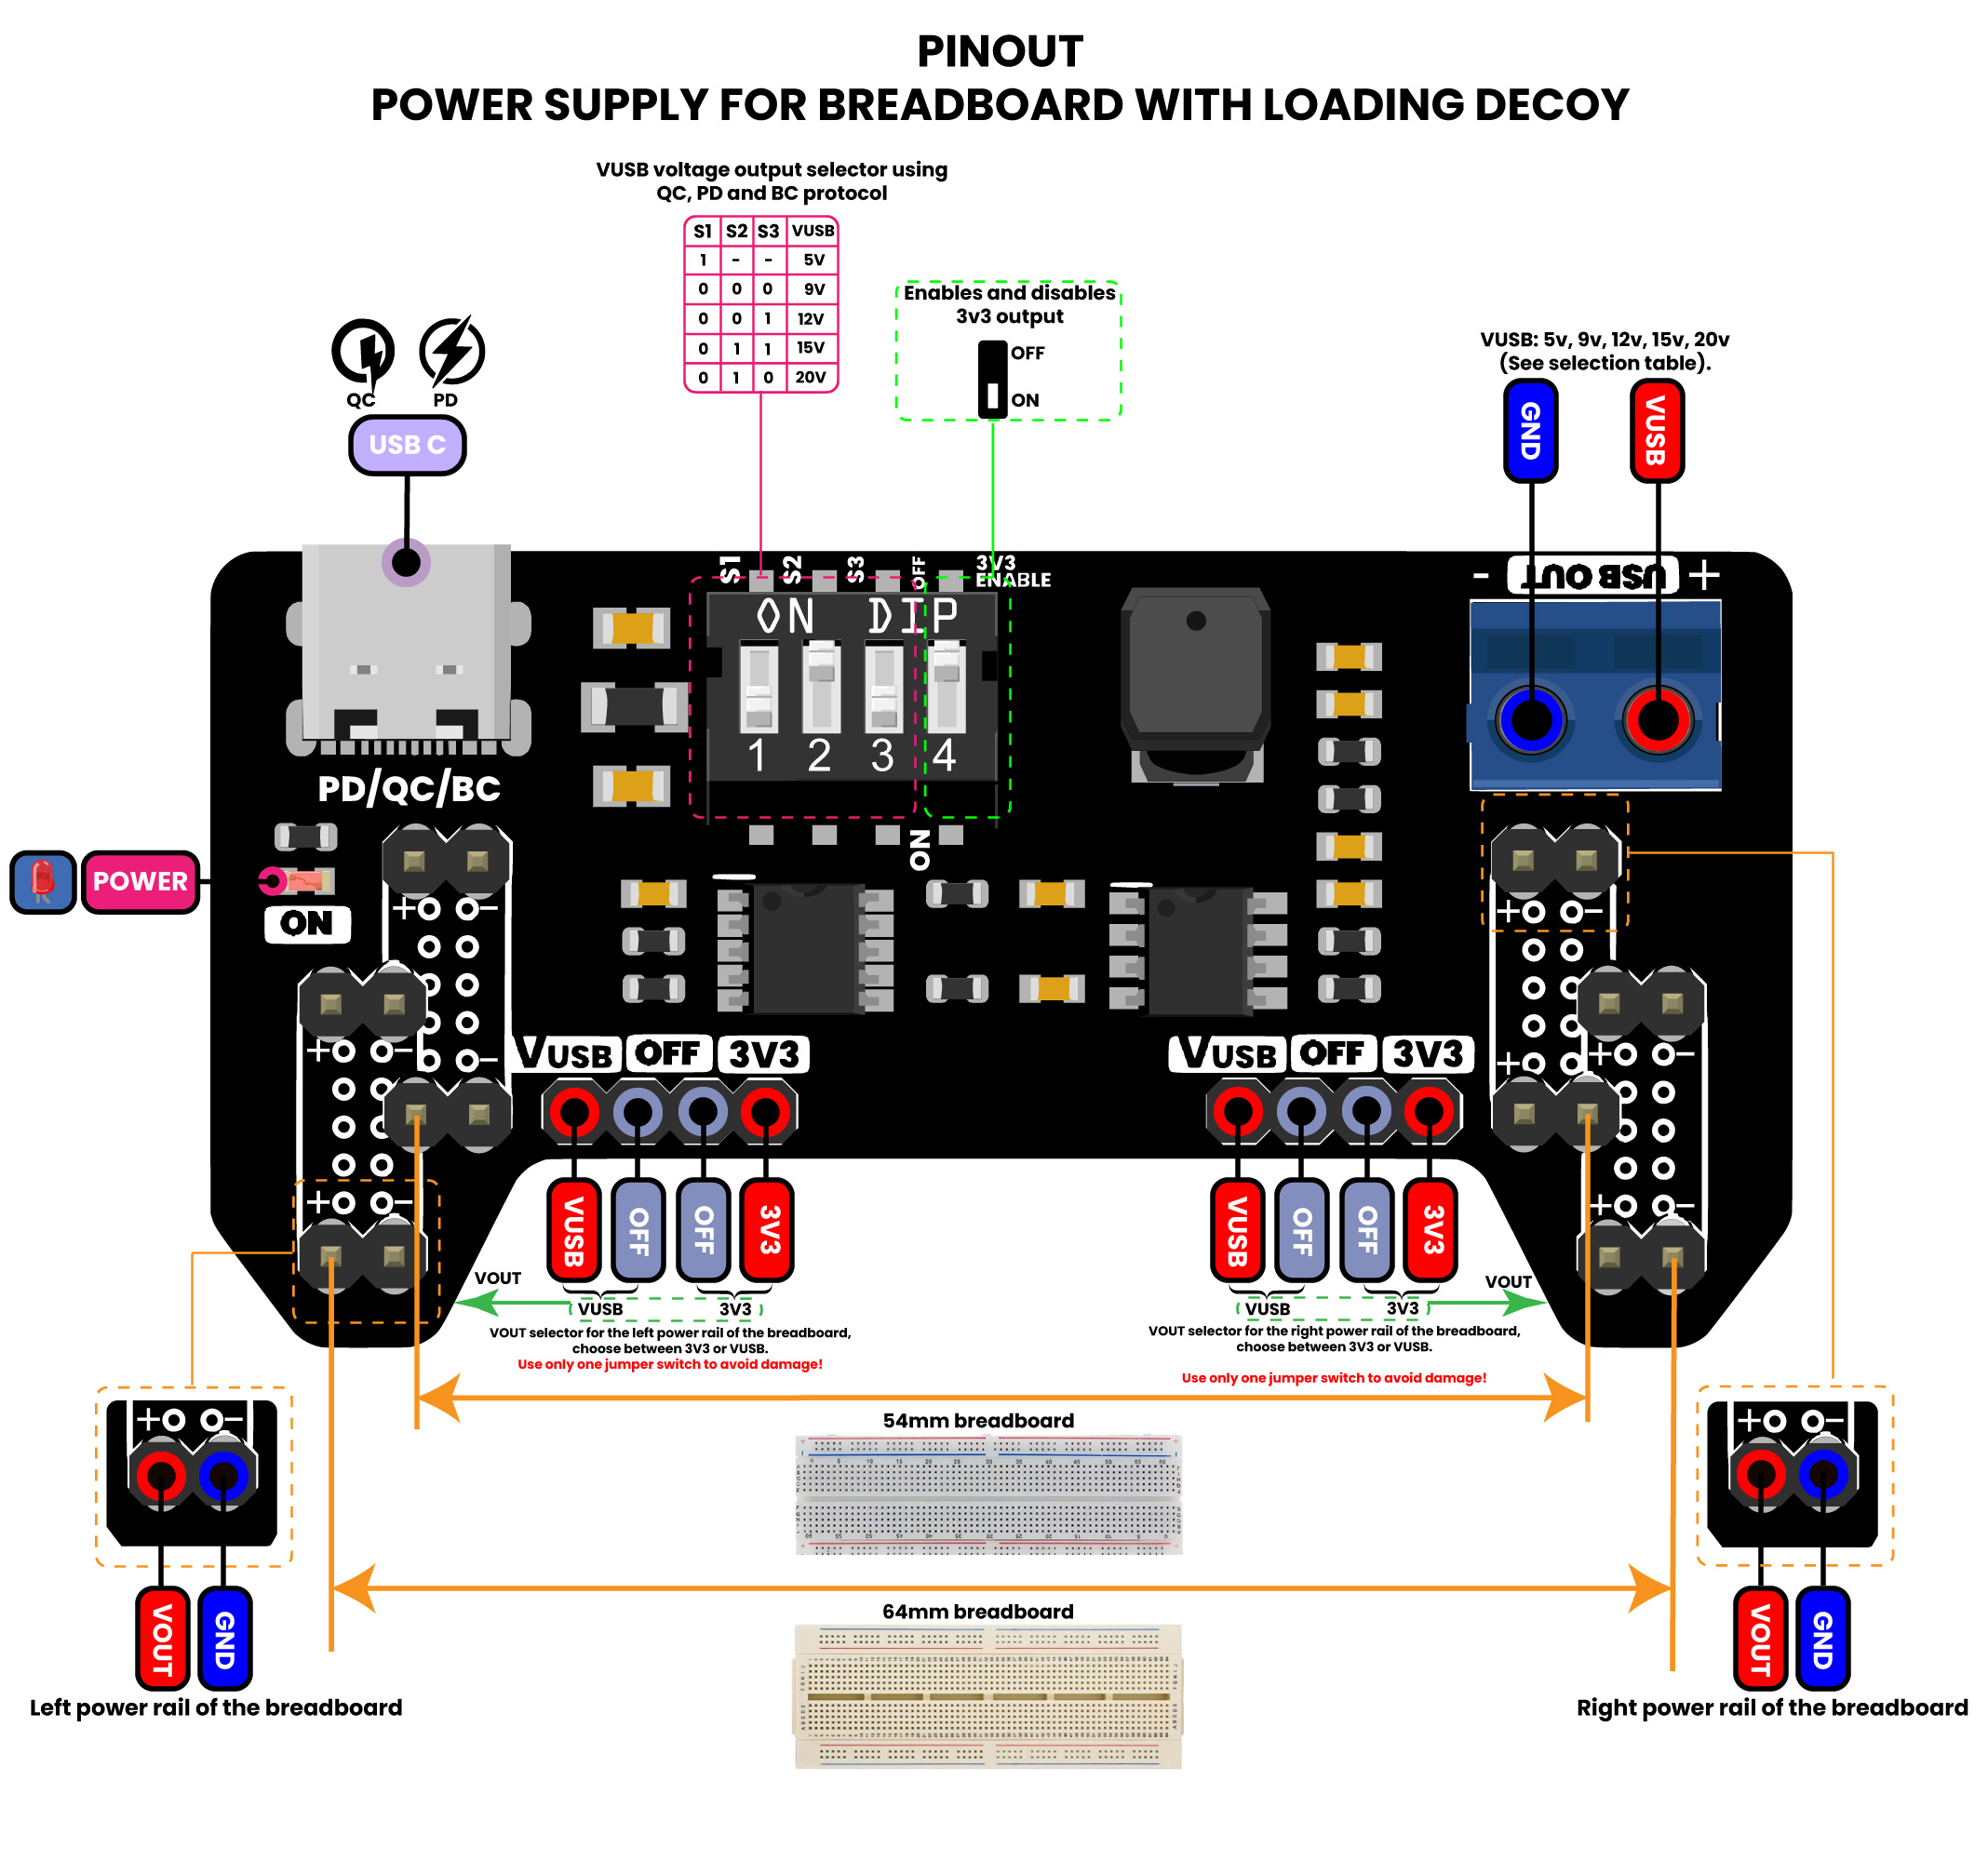 PINOUT
POWER SUPPLY FOR BREADBOARD WITH LOADING DECOY
VUSB voltage output selector using
QC, PD and BC protocol
S1 S2 S3 VUSB
1 - - 5V
0 0 0 9V
0 0 1 12V
0 1 1 15V
0 1 0 20V
Enables and disables
3v3 output
OFF
ON
QC PD
USB C
VUSB: 5v, 9v, 12v, 15v, 20v
(See selection table).
GND VUSB
S1 S2 S3 OFF 3V3
ENABLE
- USB OUT +
ON DIP
1 2 3 4
ON
PD/QC/BC
POWER
ON
+ -
+ -
-
+ -
+ -
+
+ -
+ -
VUSB OFF 3V3
VUSB OFF 3V3
VUSB OFF OFF 3V3
VUSB OFF OFF 3V3
VOUT
VUSB 3V3
VOUT selector for the left power rail of the breadboard,
choose between 3V3 or VUSB.
Use only one jumper switch to avoid damage!
VOUT
VUSB 3V3
VOUT selector for the right power rail of the breadboard,
choose between 3V3 or VUSB.
Use only one jumper switch to avoid damage!
54mm breadboard
64mm breadboard
+ -
VOUT GND
Left power rail of the breadboard
+ -
VOUT GND
Right power rail of the breadboard